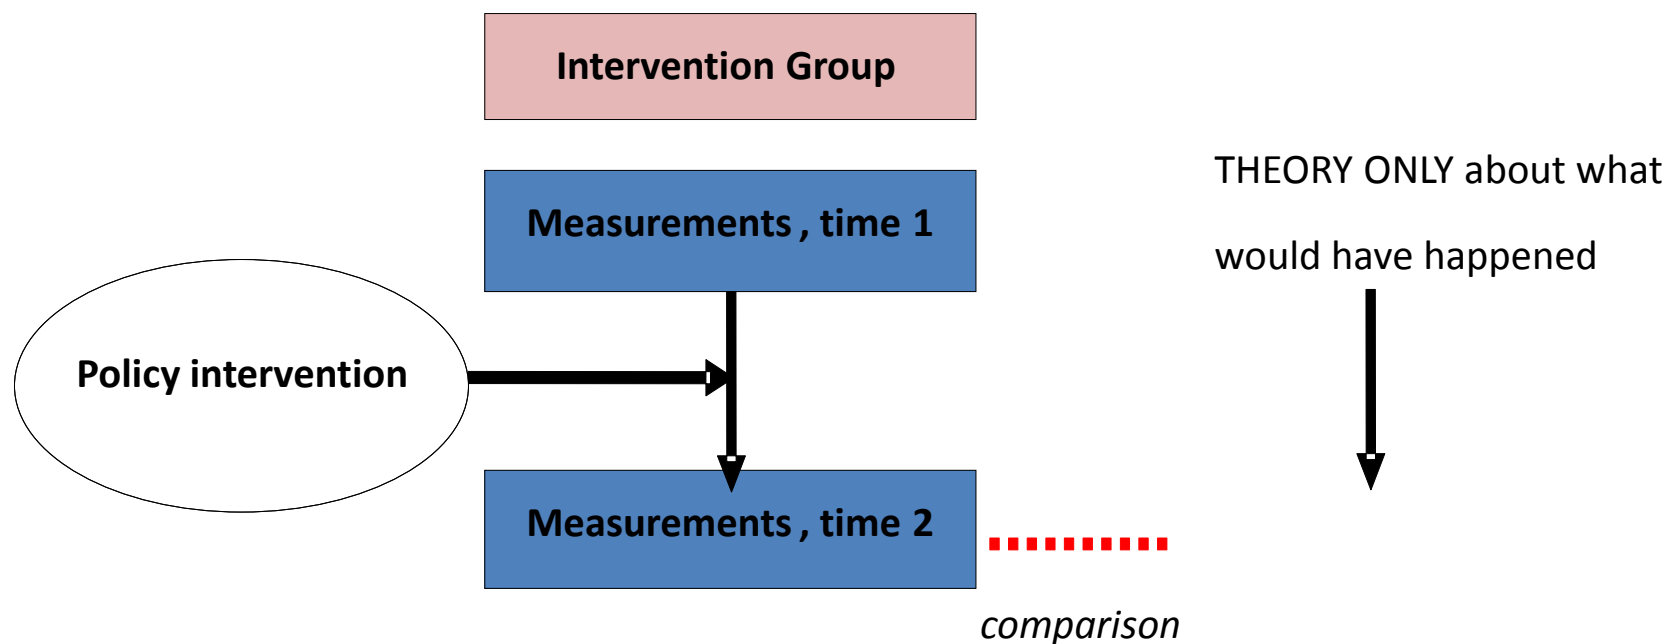 Intervention Group
Measurements , time 1
THEORY ONLY about what
would have happened
Policy intervention
Measurements , time 2
comparison